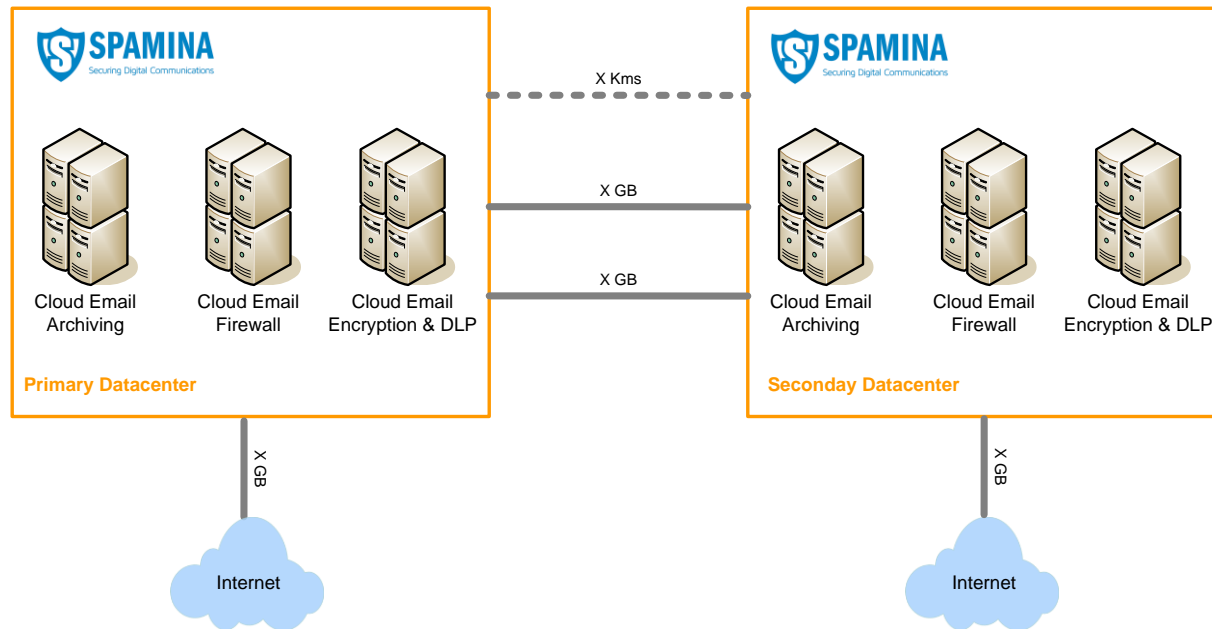 SPAMINA
Securing Digital Communications
Cloud Email
Archiving
Cloud Email
Firewall
Cloud Email
Encryption & DLP
Primary Datacenter
X Kms
X GB
X GB
SPAMINA
Securing Digital Communications
Cloud Email
Archiving
Cloud Email
Firewall
Cloud Email
Encryption & DLP
Seconday Datacenter
X GB
Internet
X GB
Internet